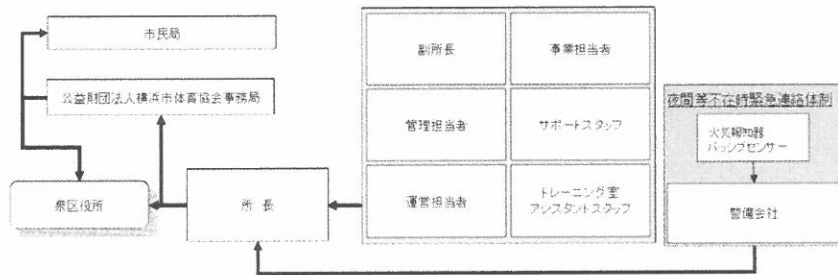 市民局
公益財団法人横浜市体育協会事務局
泉区役所
所 長
副所長
事業担当者
管理担当者
サポートスタッフ
運営担当者
トレーニング室
アシスタントスタッフ
夜間等不在時緊急連絡体制
火災報知器
パッシブセンサー
警備会社